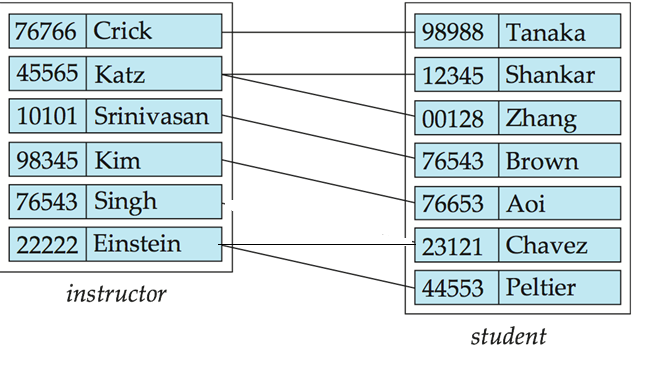 76766 Crick
45565 Katz
10101 Srinivasan
98345 Kim
76543 Singh
22222 Einstein
instructor
98988 Tanaka
12345 Shankar
00128 Zhang
76543 Brown
76653 Aoi
23121 Chavez
44553 Peltier
student